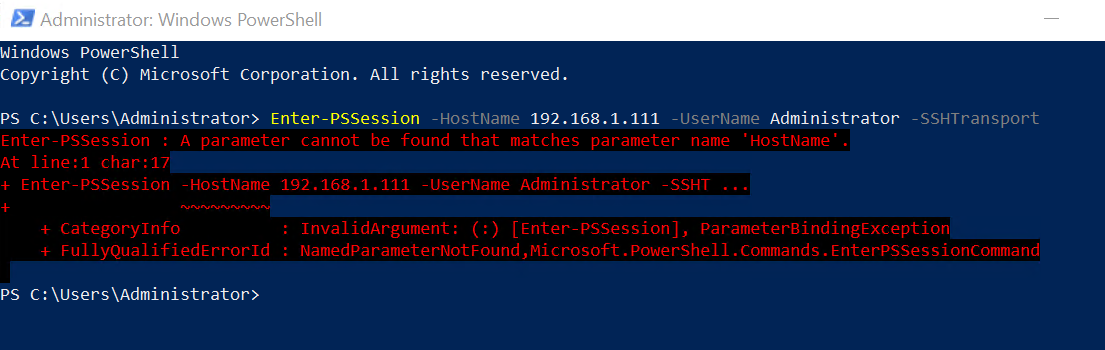 Administrator: Windows PowerShell
Windows PowerShell
Copyright (C) Microsoft Corporation. All rights reserved.
PS C:\Users\Administrator> Enter-PSSession -HostName 192.168.1.111 -UserName Administrator -SSHTransport
Enter-PSSession : A parameter cannot be found that matches parameter name 'HostName'.
At line:1 char:17
+ Enter-PSSession -HostName 192.168.1.111 -UserName Administrator -SSHT ...
+                 ~~~~~~~~~
    + CategoryInfo          : InvalidArgument: (:) [Enter-PSSession], ParameterBindingException
    + FullyQualifiedErrorId : NamedParameterNotFound,Microsoft.PowerShell.Commands.EnterPSSessionCommand
PS C:\Users\Administrator>